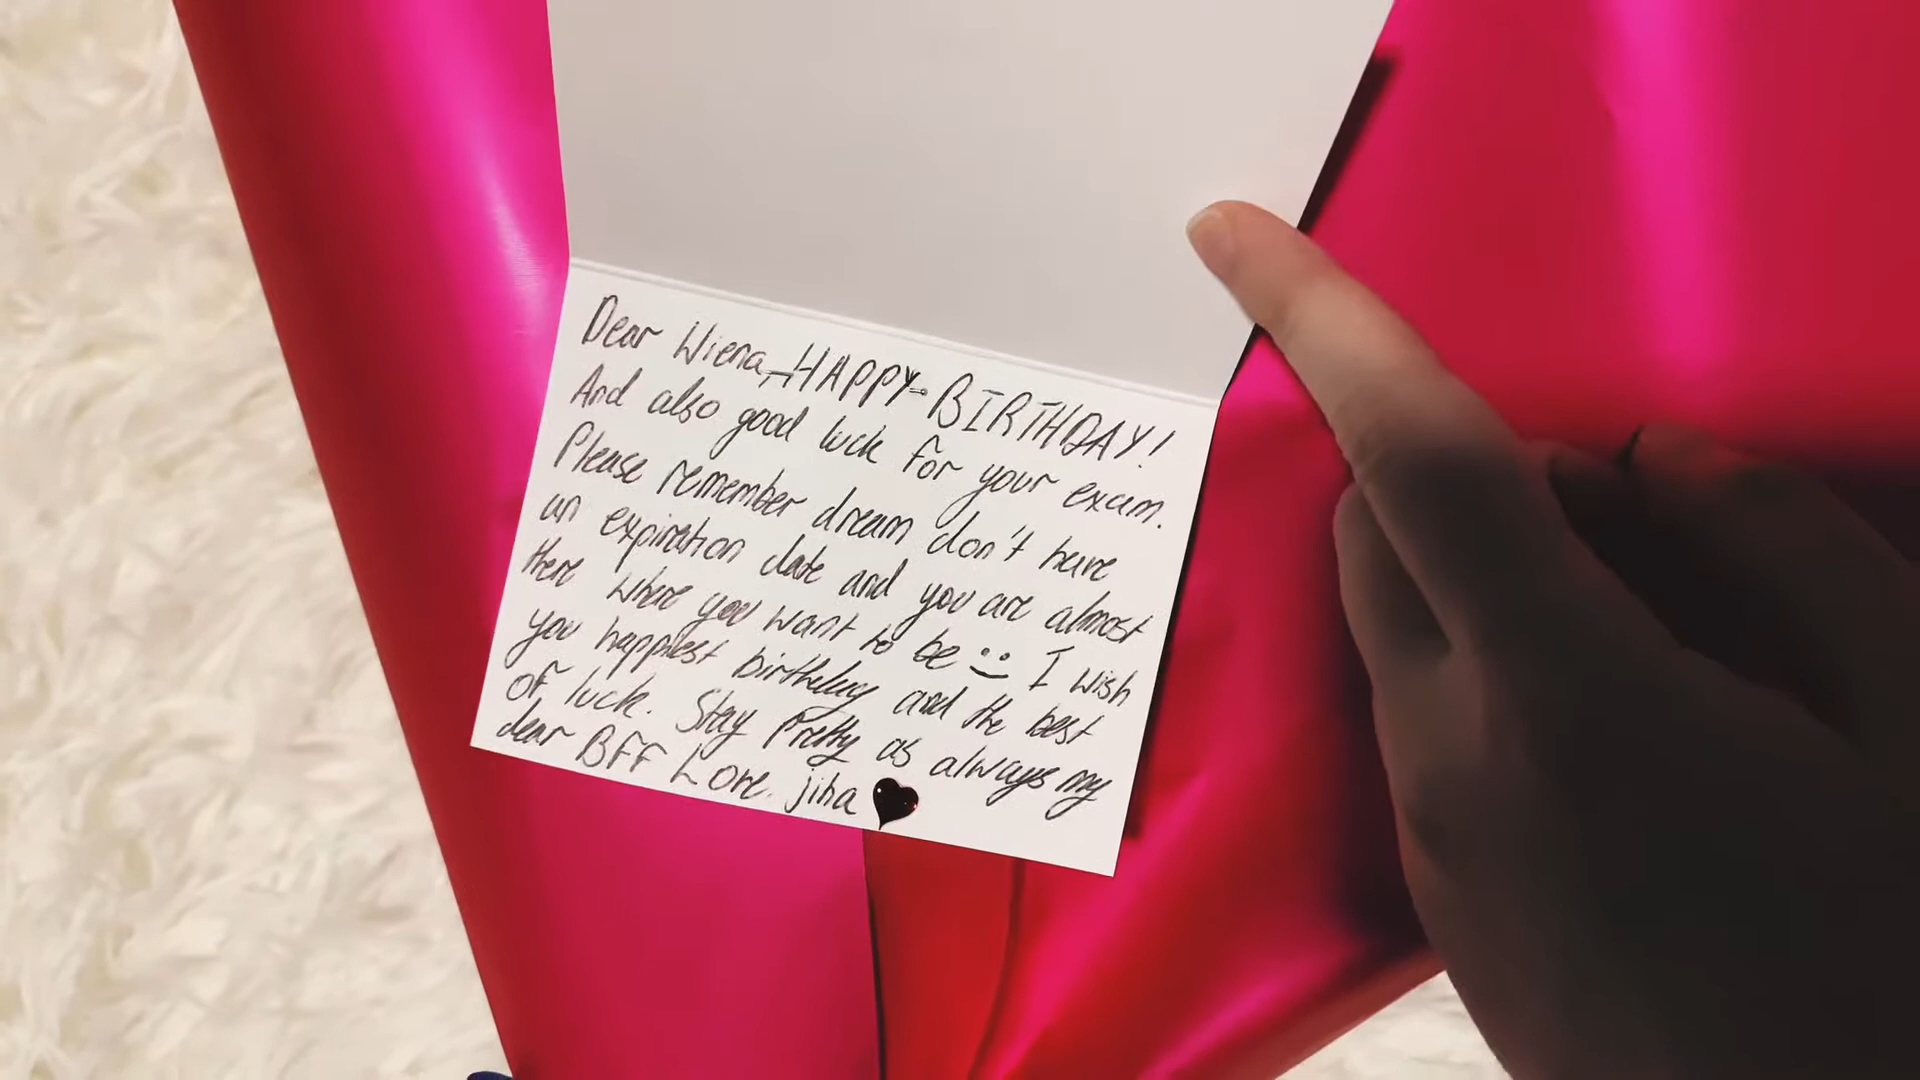 Dear Wiena, HAPPY-BIRTHDAY!
And also good luck for your exam.
Please remember dream don't have
an expiration date and you are almost
there where you want to be I wish
you happiest birthday and the best
of luck. Stay Pretty as always my
dear BFF Love. jiha